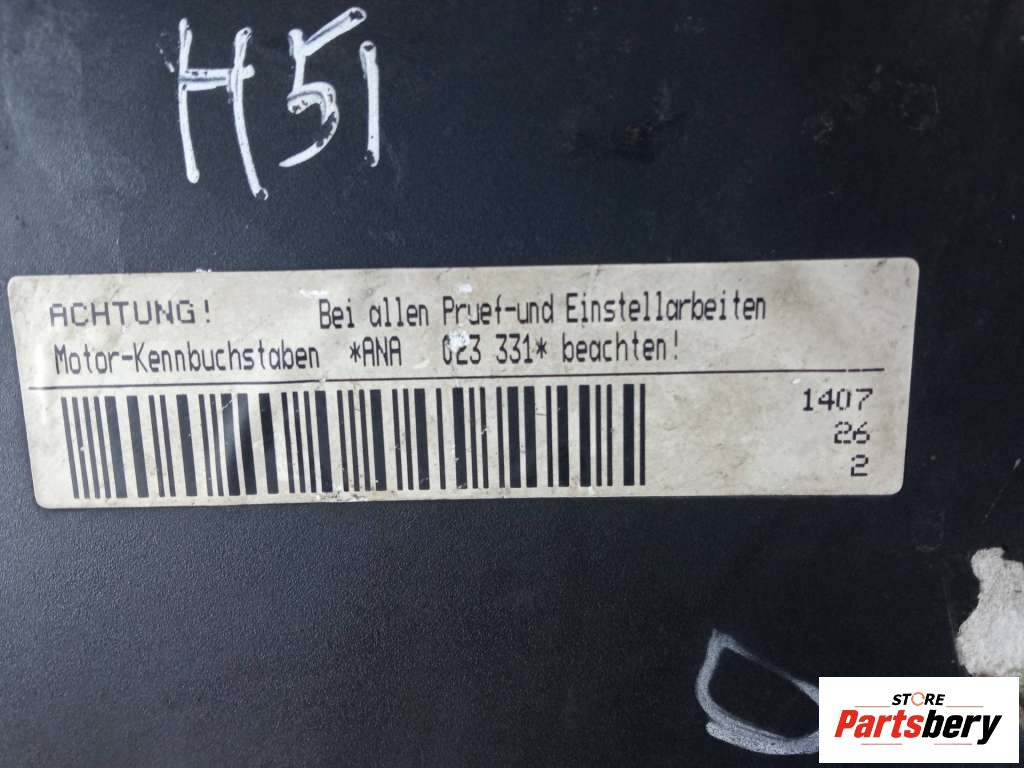 H51
ACHTUNG! Bei allen Pruef-und Einstellarbeiten
Motor-Kennbuchstaben *ANA 023 331* beachten!
1407
26
2
STORE
Partsbery